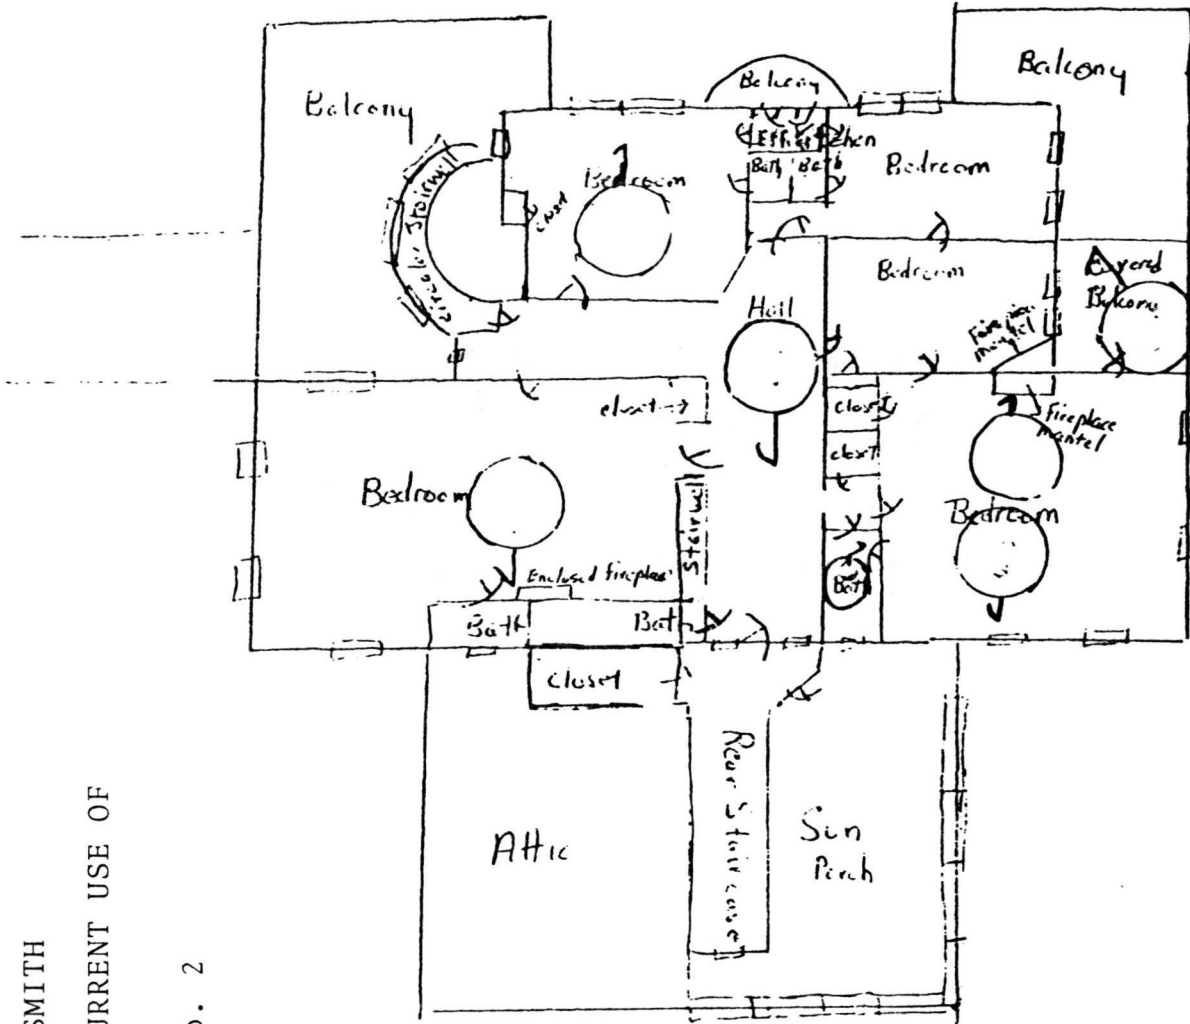 Balcony
Balcony
Balcony
Bedroom
Bath
Bath
Bedroom
Circular Stairwell
closet
Bedroom
Covered
Balcony
Hall
Fireplace
mantel
closet
closet
closet
Fireplace
mantel
Bedroom
Stairwell
Bedroom
Enclosed fireplace
Bath
Bath
Bath
closet
Rear Staircase
Attic
Sun
Porch
SMITH
URRENT USE OF
. 2